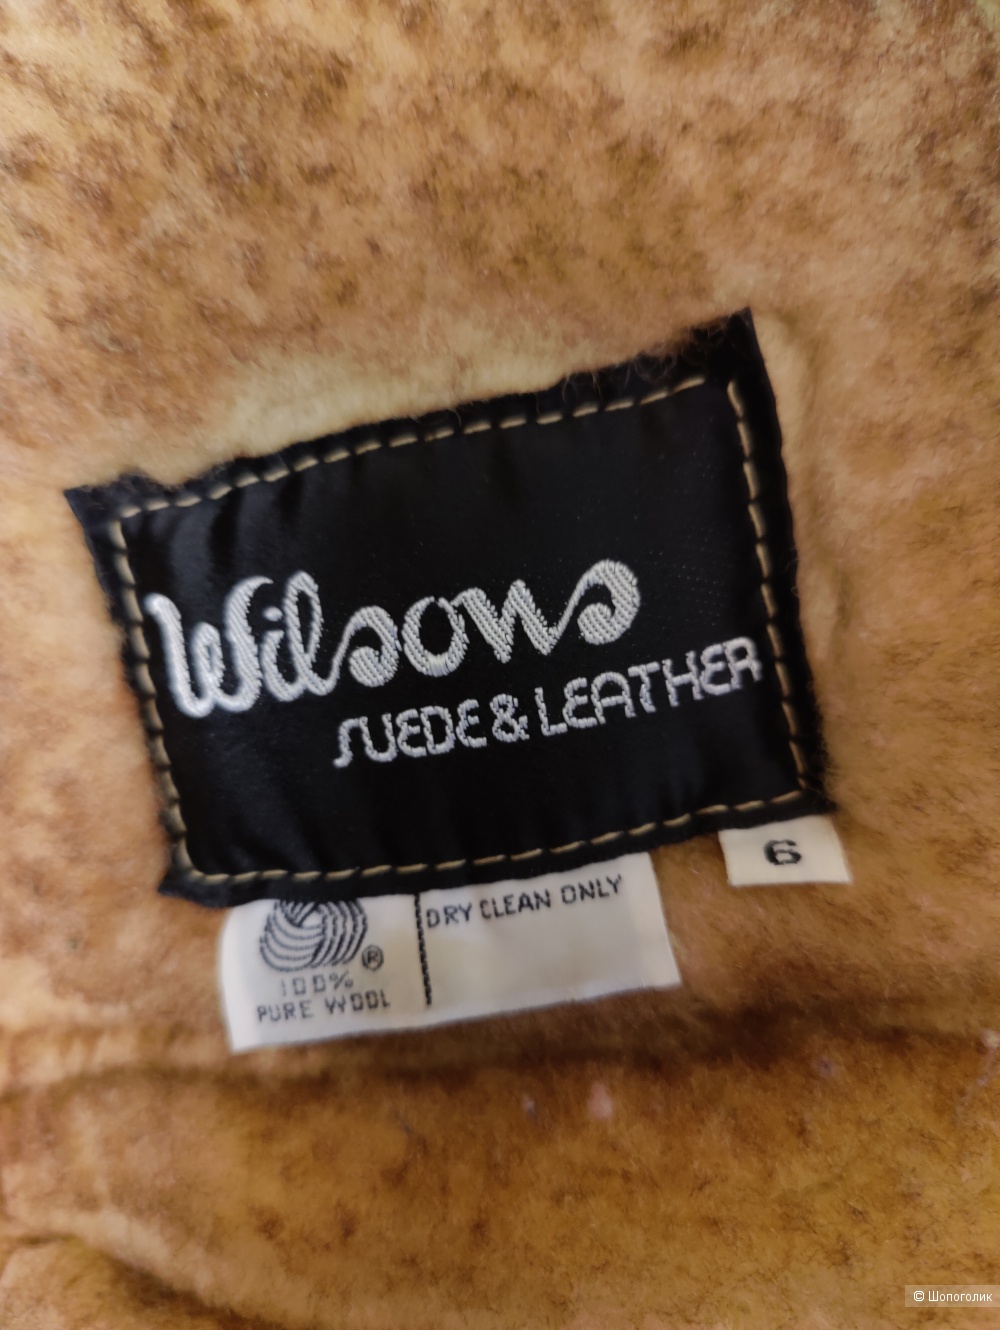 Wilsons
SUEDE & LEATHER
6
DRY CLEAN ONLY
®
100%
PURE WOOL
© Шопоголик